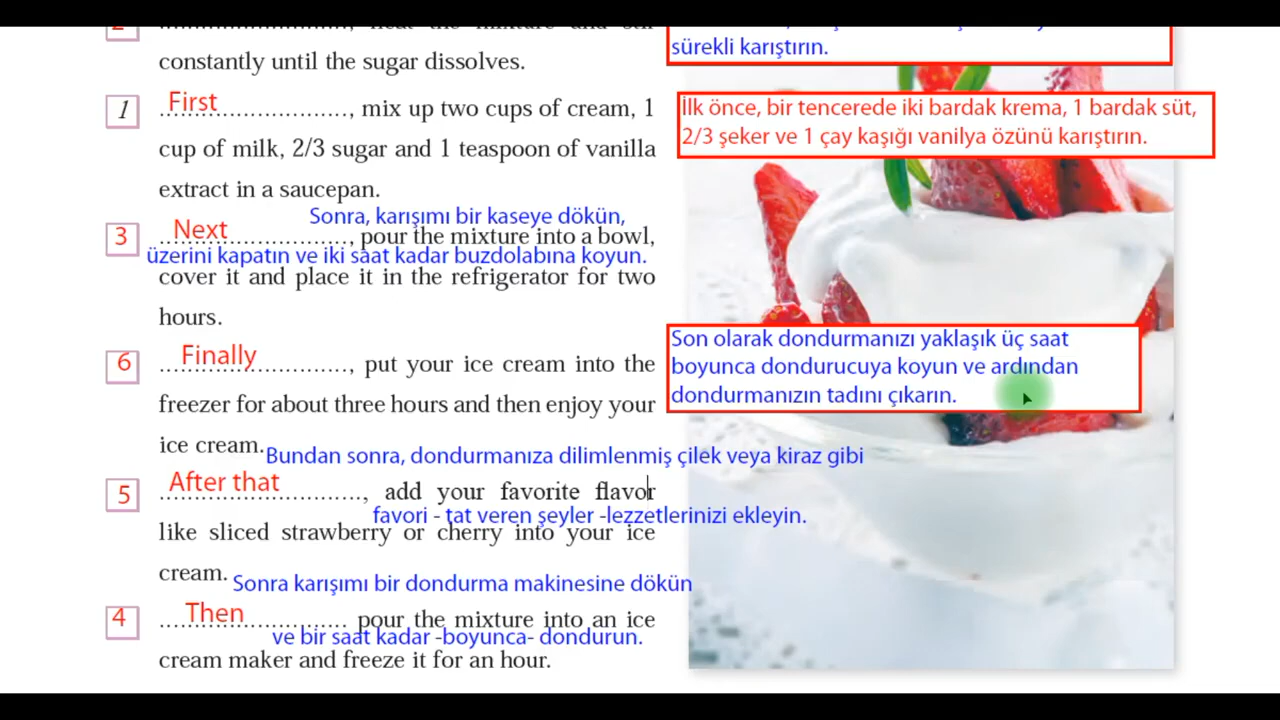 sürekli karıştırın.
constantly until the sugar dissolves.
1 First, mix up two cups of cream, 1
cup of milk, 2/3 sugar and 1 teaspoon of vanilla
extract in a saucepan.
İlk önce, bir tencerede iki bardak krema, 1 bardak süt,
2/3 şeker ve 1 çay kaşığı vanilya özünü karıştırın.
Sonra, karışımı bir kaseye dökün,
3 Next, pour the mixture into a bowl,
üzerini kapatın ve iki saat kadar buzdolabına koyun.
cover it and place it in the refrigerator for two
hours.
6 Finally, put your ice cream into the
freezer for about three hours and then enjoy your
ice cream.
Son olarak dondurmanızı yaklaşık üç saat
boyunca dondurucuya koyun ve ardından
dondurmanızın tadını çıkarın.
Bundan sonra, dondurmanıza dilimlenmiş çilek veya kiraz gibi
5 After that, add your favorite flavor
favori - tat veren şeyler -lezzetlerinizi ekleyin.
like sliced strawberry or cherry into your ice
cream.
Sonra karışımı bir dondurma makinesine dökün
4 Then pour the mixture into an ice
ve bir saat kadar -boyunca- dondurun.
cream maker and freeze it for an hour.